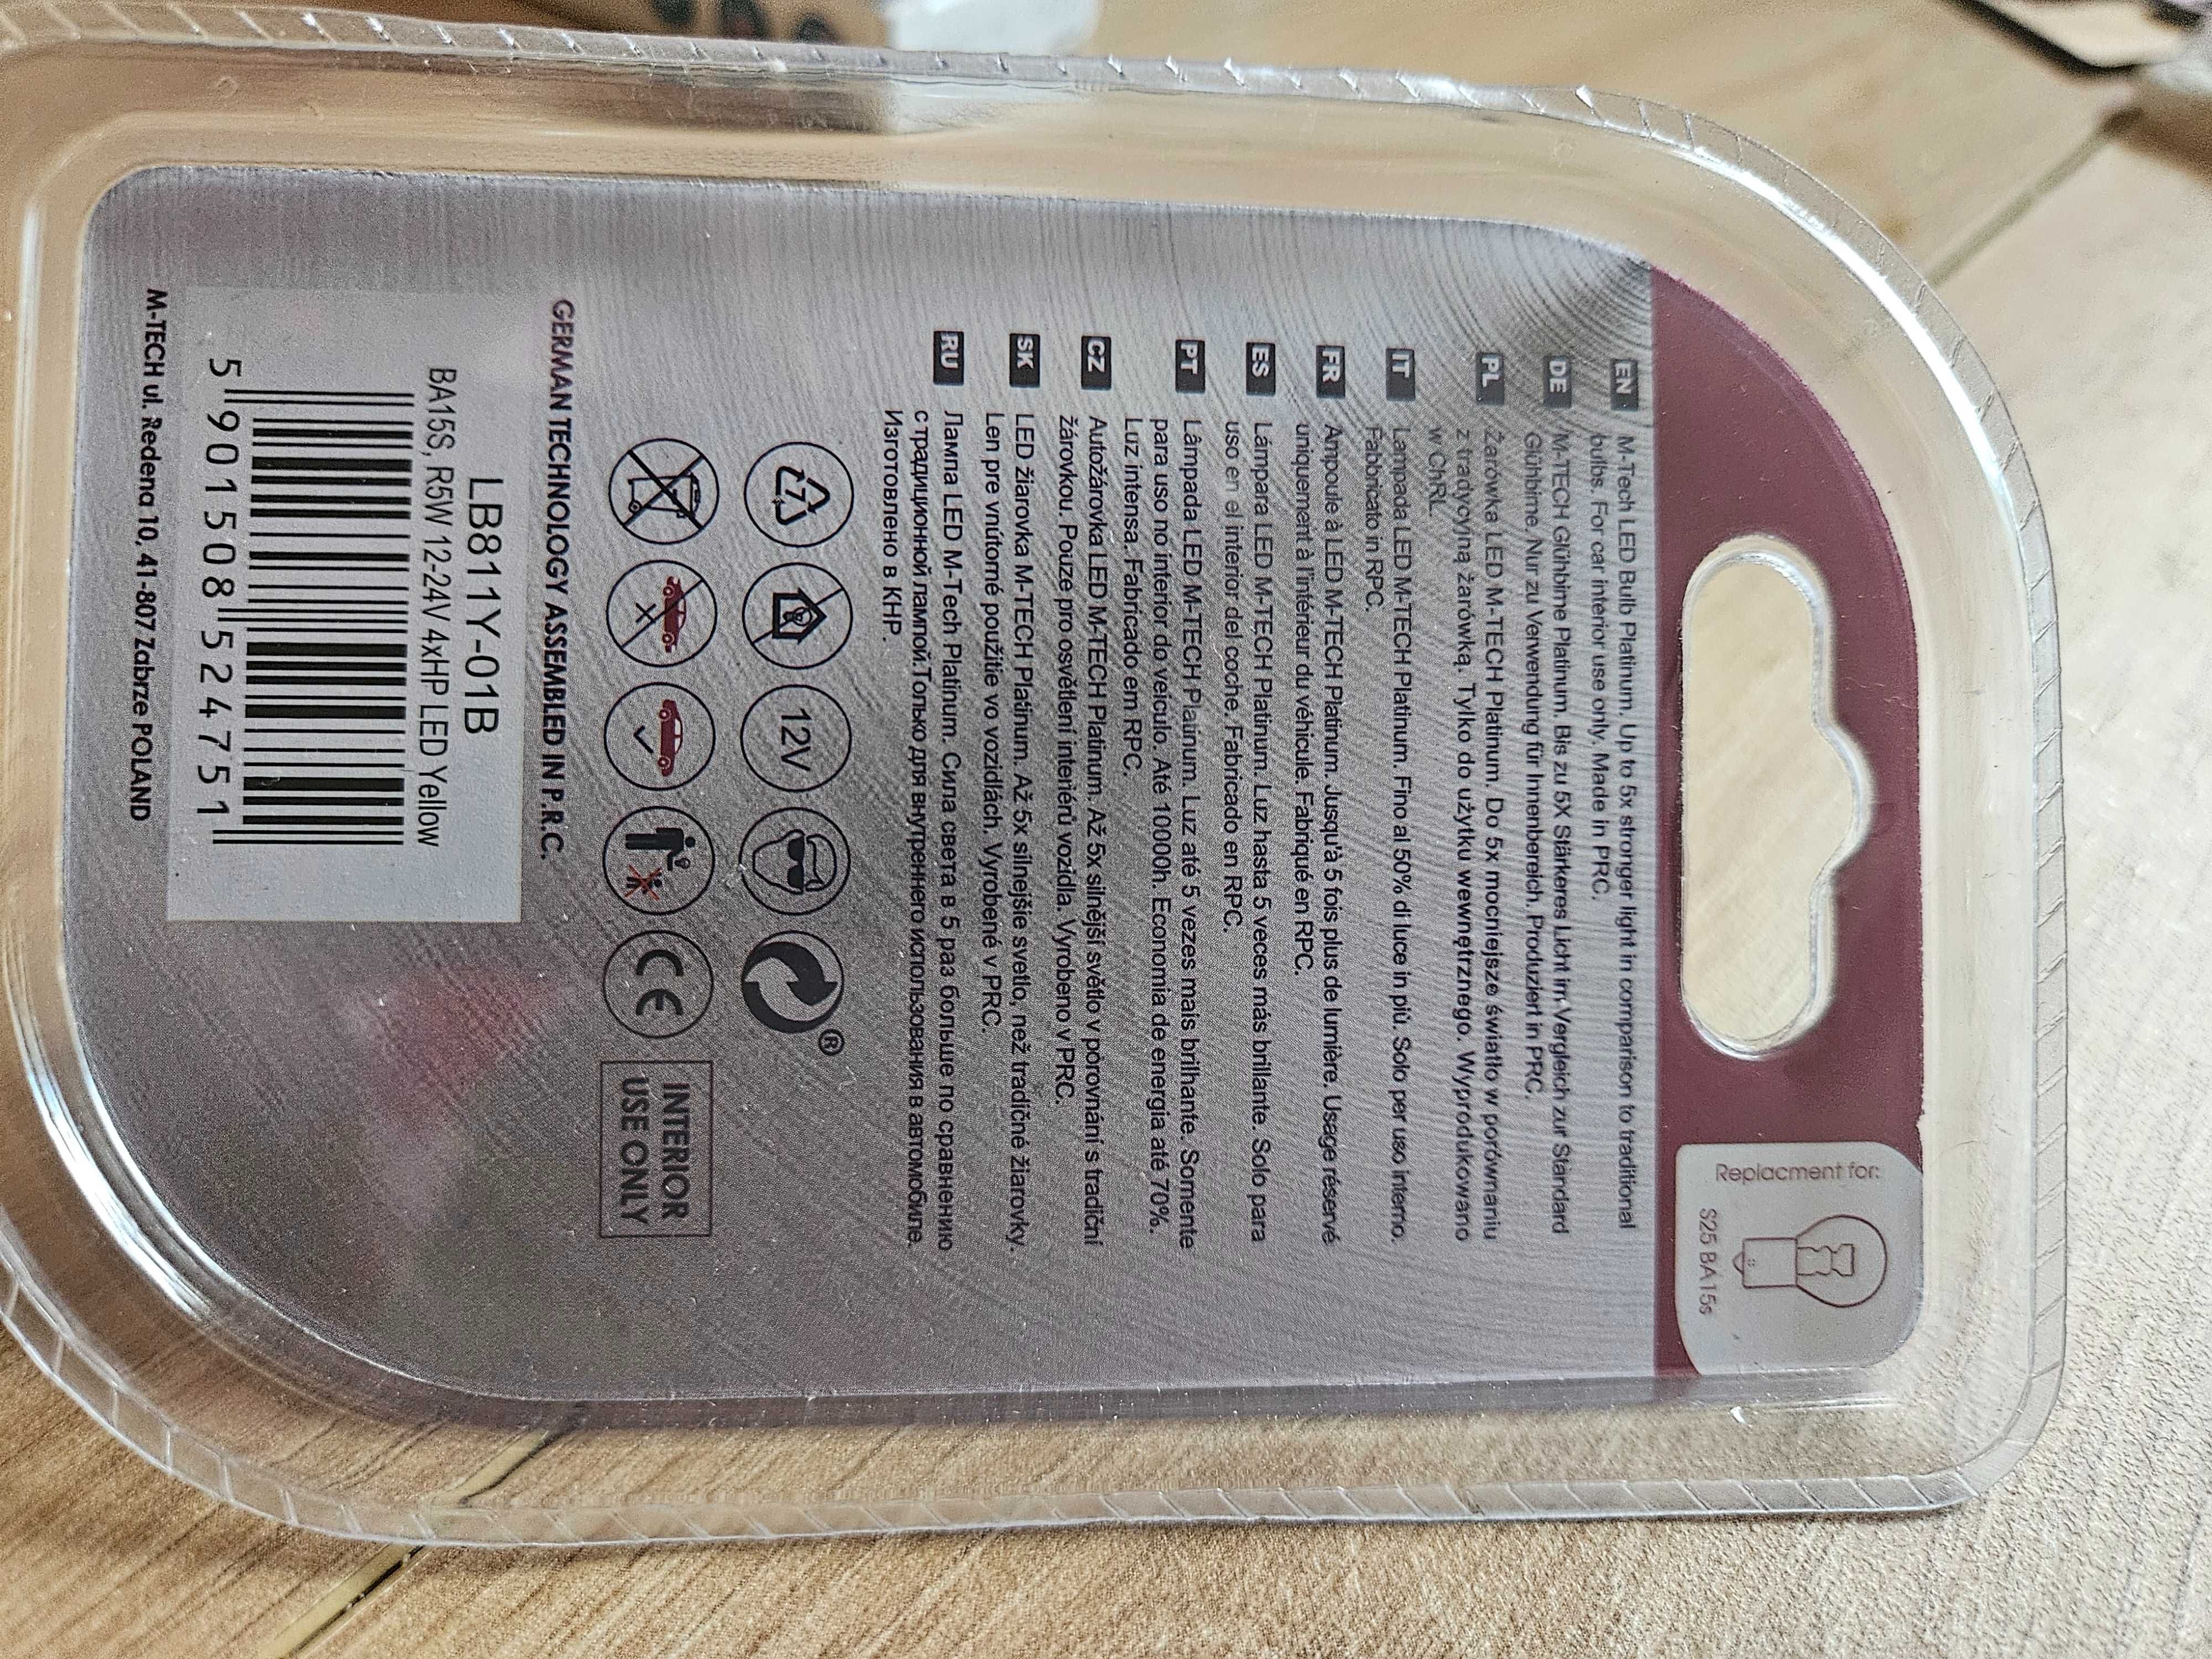 Replacment for:
S25 BA15s
EN M-Tech LED Bulb Platinum. Up to 5x stronger light in comparison to traditional
bulbs. For car interior use only. Made in PRC.
DE M-TECH Glühbirne Platinum. Bis zu 5X Stärkeres Licht im Vergleich zur Standard
Glühbirne. Nur zu Verwendung für Innenbereich. Produziert in PRC.
PL Żarówka LED M-TECH Platinum. Do 5x mocniejsze światło w porównaniu
z tradycyjną żarówką. Tylko do użytku wewnętrznego. Wyprodukowano
w ChRL.
IT Lampada LED M-TECH Platinum. Fino al 50% di luce in più. Solo per uso interno.
Fabbricato in RPC.
FR Ampoule à LED M-TECH Platinum. Jusqu'à 5 fois plus de lumière. Usage réservé
uniquement à l'intérieur du véhicule. Fabriqué en RPC.
ES Lámpara LED M-TECH Platinum. Luz hasta 5 veces más brillante. Solo para
uso en el interior del coche. Fabricado en RPC.
PT Lâmpada LED M-TECH Platinum. Luz até 5 vezes mais brilhante. Somente
para uso no interior do veiculo. Até 10000h. Economia de energia até 70%.
Luz intensa. Fabricado em RPC.
CZ Autožárovka LED M-TECH Platinum. Až 5x silnější světlo v porovnání s tradiční
žárovkou. Pouze pro osvětlení interiérů vozidla. Vyrobeno v PRC.
SK LED žiarovka M-TECH Platinum. Až 5x silnejšie svetlo, než tradičné žiarovky.
Len pre vnútorné použitie vo vozidlách. Vyrobené v PRC.
RU Лампа LED M-Tech Platinum. Сила света в 5 раз больше по сравнению
с традиционной лампой.Только для внутреннего использования в автомобиле.
Изготовлено в КНР.
7 12V ®
CE INTERIOR
USE ONLY
GERMAN TECHNOLOGY ASSEMBLED IN P.R.C.
LB811Y-01B
BA15S, R5W 12-24V 4xHP LED Yellow
5 901508 524751
M-TECH ul. Redena 10, 41-807 Zabrze POLAND